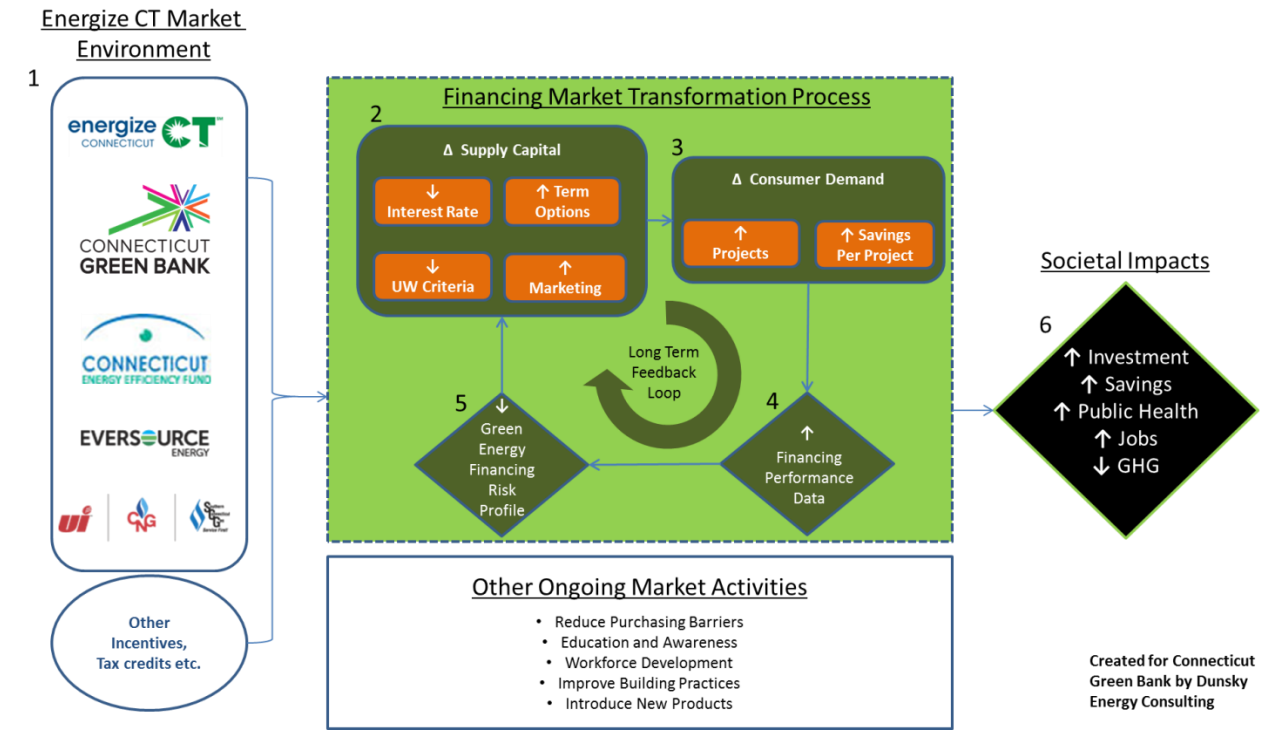 Energize CT Market
Environment
1
energize
CONNECTICUT
CT
CONNECTICUT
GREEN BANK
CONNECTICUT
ENERGY EFFICIENCY FUND
EVERSOURCE
ENERGY
ui
CNG
Other
Incentives,
Tax credits etc.
Financing Market Transformation Process
2
Δ Supply Capital
↓
Interest Rate
↑ Term
Options
↓
UW Criteria
↑
Marketing
3
Δ Consumer Demand
↑
Projects
↑ Savings
Per Project
Long Term
Feedback
Loop
4
↑
Financing
Performance
Data
5
↓
Green
Energy
Financing
Risk
Profile
Other Ongoing Market Activities
• Reduce Purchasing Barriers
• Education and Awareness
• Workforce Development
• Improve Building Practices
• Introduce New Products
Societal Impacts
6
↑ Investment
↑ Savings
↑ Public Health
↑ Jobs
↓ GHG
Created for Connecticut
Green Bank by Dunsky
Energy Consulting